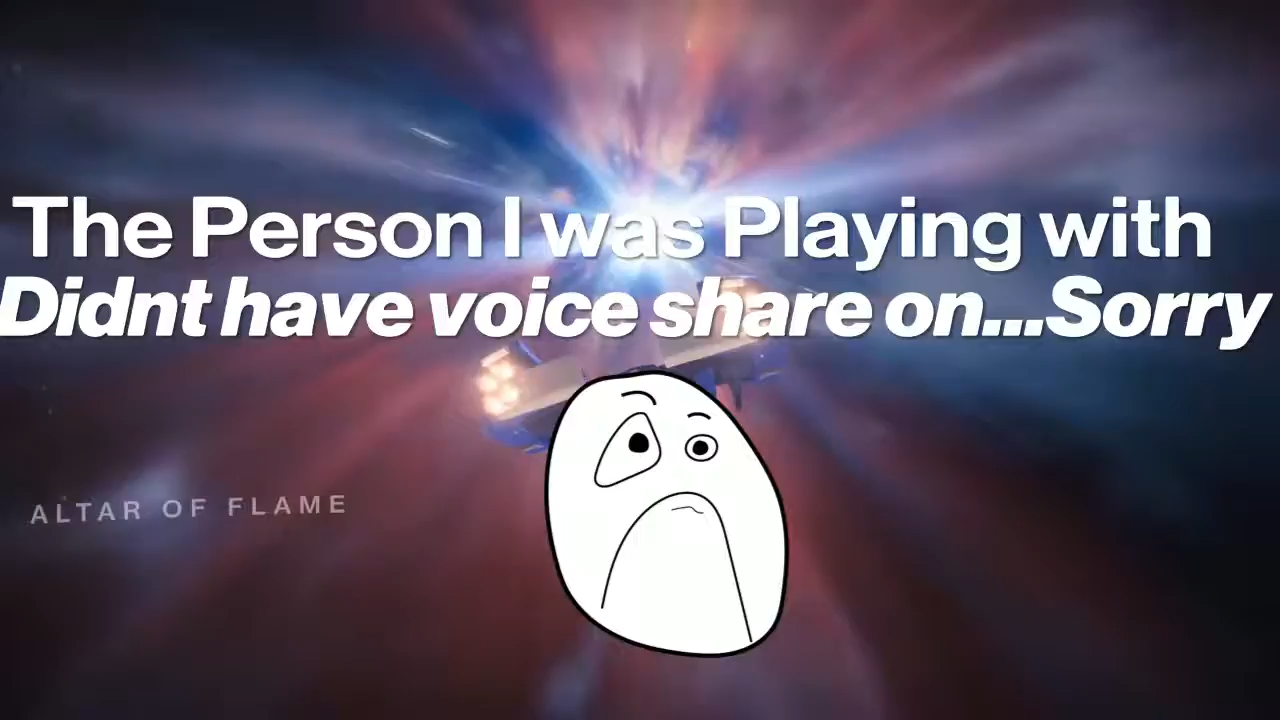 The Person I was Playing with
Didnt have voice share on...Sorry
ALTAR OF FLAME